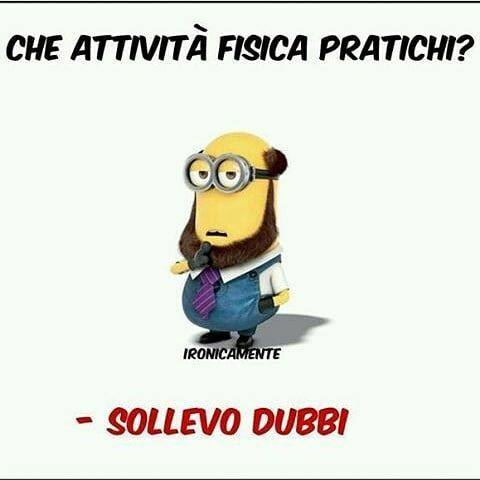 CHE ATTIVITÀ FISICA PRATICHI?
IRONICAMENTE
- SOLLEVO DUBBI